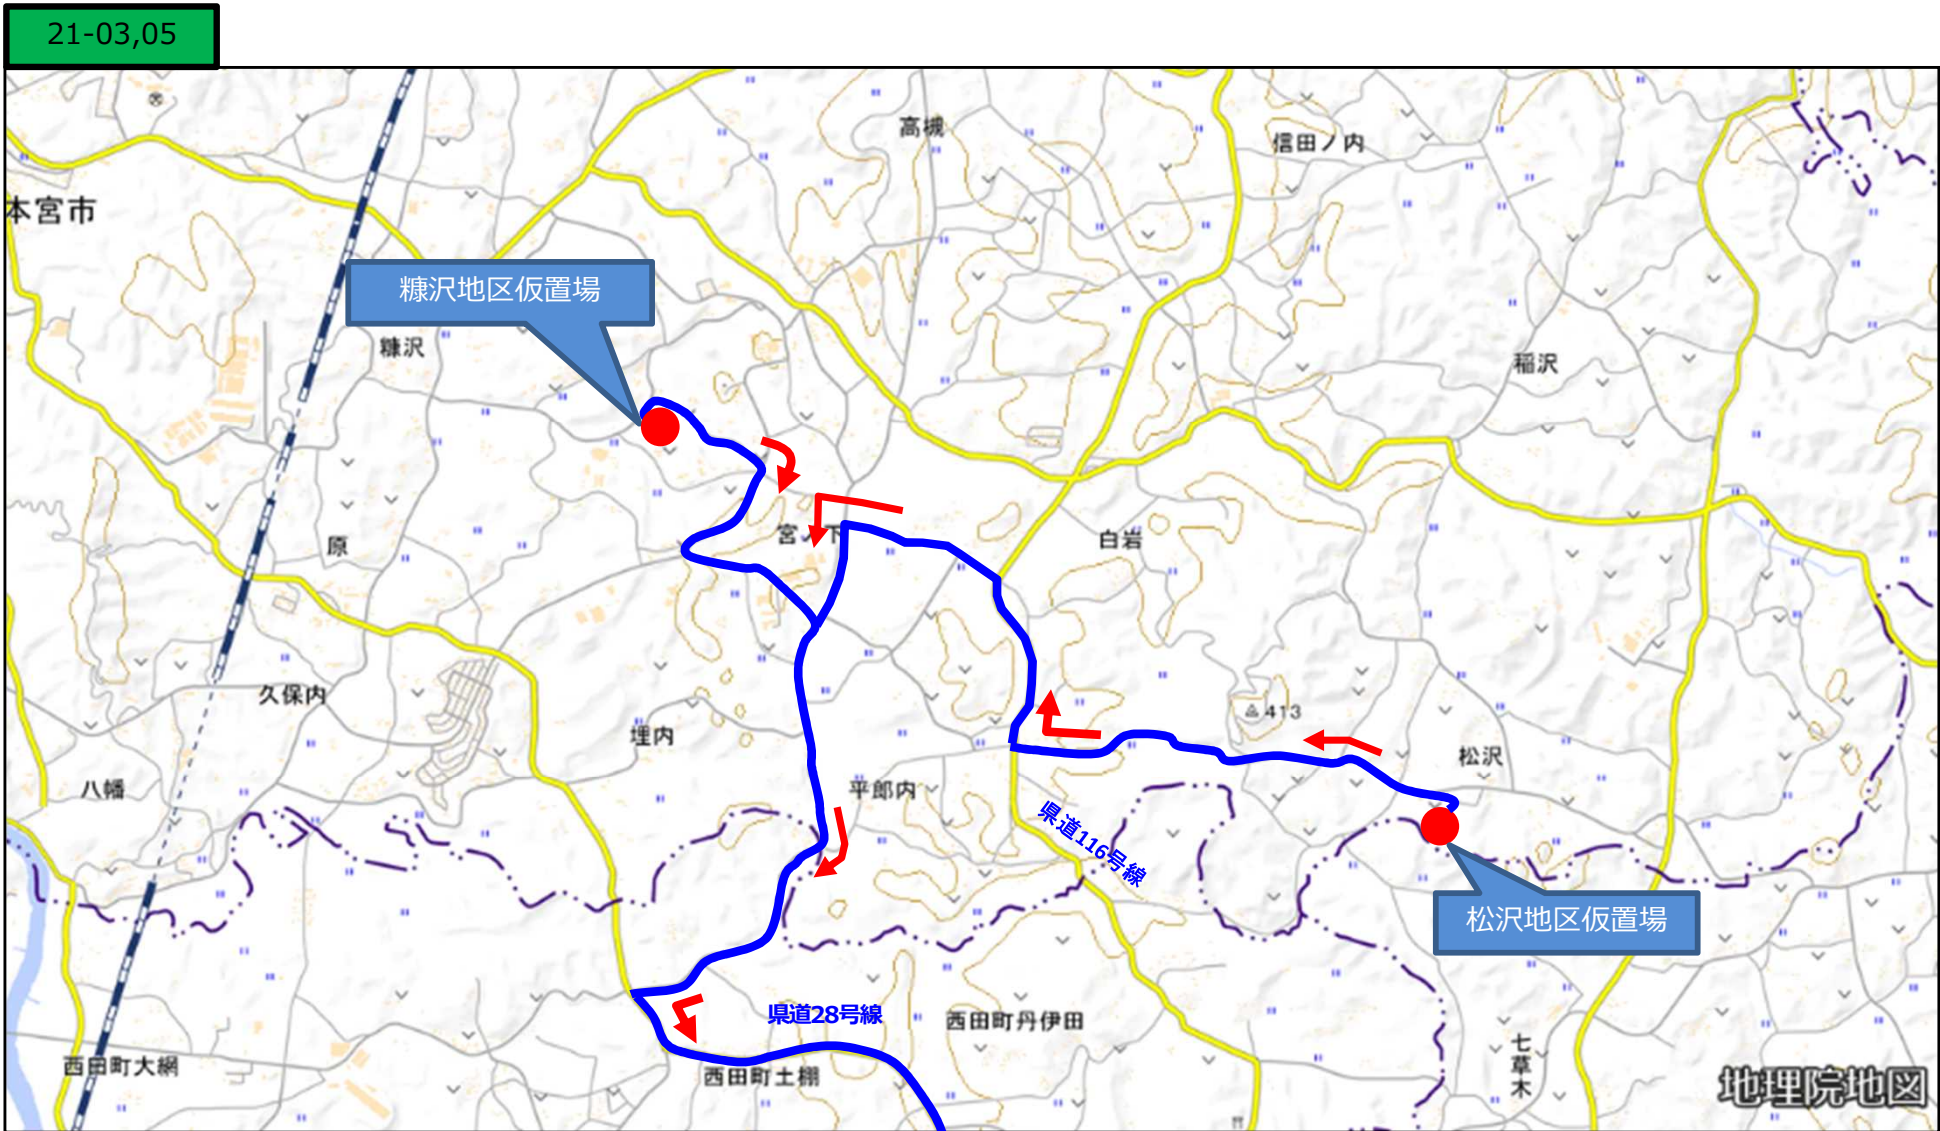 21-03,05
高槻
信田ノ内
本宮市
糠沢地区仮置場
糠沢
稲沢
宮ノ下
白岩
原
久保内
埋内
413
松沢
八幡
平郎内
県道116号線
松沢地区仮置場
県道28号線
西田町丹伊田
西田町大網
西田町土棚
七草木
地理院地図